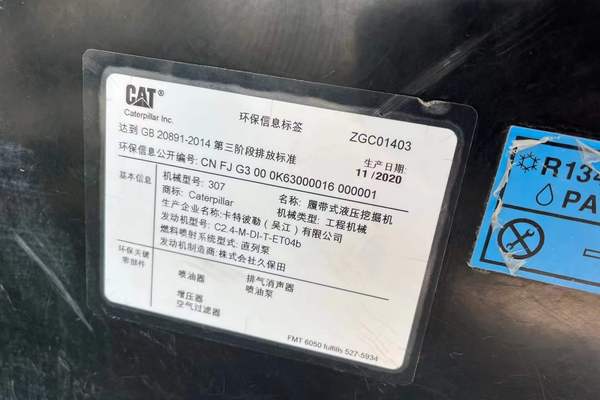 CAT
Caterpillar Inc.
环保信息标签
ZGC01403
达到 GB 20891-2014 第三阶段排放标准
生产日期:
环保信息公开编号: CN FJ G3 00 0K63000016 000001
11/2020
基本信息
机械型号: 307
名称: 履带式液压挖掘机
商标: Caterpillar
机械类型: 工程机械
生产企业名称:卡特彼勒(吴江)有限公司
发动机型号: C2.4-M-DI-T-ET04b
燃料喷射系统型式: 直列泵
发动机制造商: 株式会社久保田
环保关键
零部件
喷油器
排气消声器
喷油泵
增压器
空气过滤器
FMT 6050 fulfills 527-5934
R134
PA